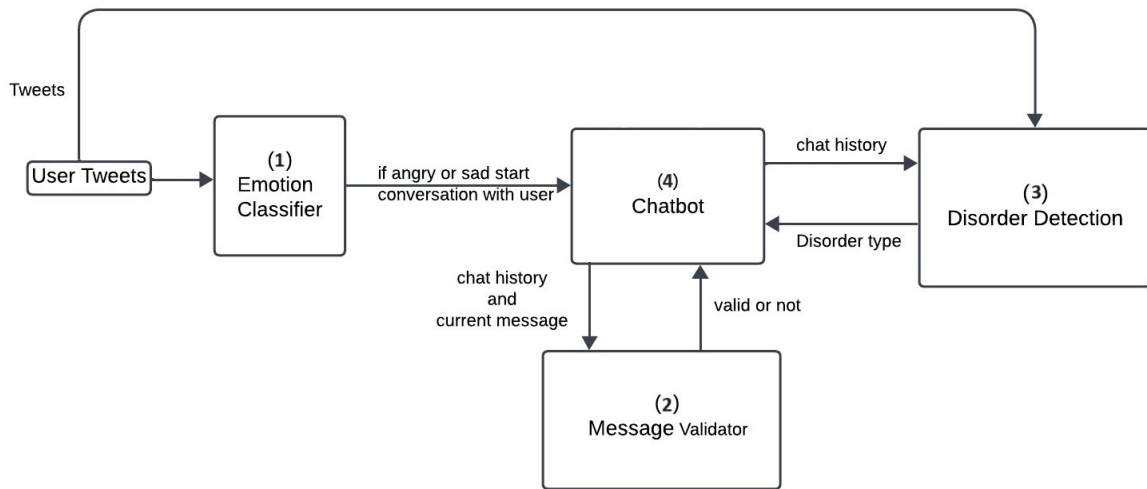 Tweets
User Tweets
(1)
Emotion
Classifier
if angry or sad start
conversation with user
(4)
Chatbot
chat history
Disorder type
(3)
Disorder Detection
chat history
and
current message
valid or not
(2)
Message Validator